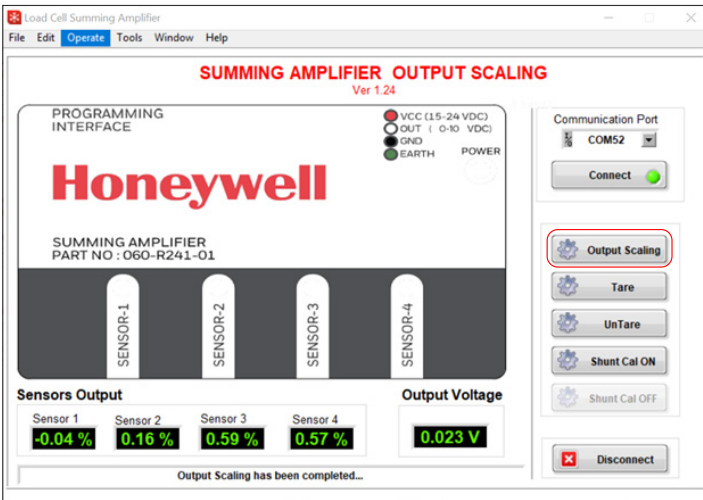 Load Cell Summing Amplifier
File Edit Operate Tools Window Help
SUMMING AMPLIFIER OUTPUT SCALING
Ver 1.24
PROGRAMMING
INTERFACE
VCC (15-24 VDC)
OUT ( 0-10 VDC)
GND
EARTH
POWER
Honeywell
SUMMING AMPLIFIER
PART NO : 060-R241-01
SENSOR-1
SENSOR-2
SENSOR-3
SENSOR-4
Sensors Output
Sensor 1 Sensor 2 Sensor 3 Sensor 4
-0.04 % 0.16 % 0.59 % 0.57 %
Output Voltage
0.023 V
Output Scaling has been completed...
Communication Port
COM52
Connect
Output Scaling
Tare
UnTare
Shunt Cal ON
Shunt Cal OFF
Disconnect